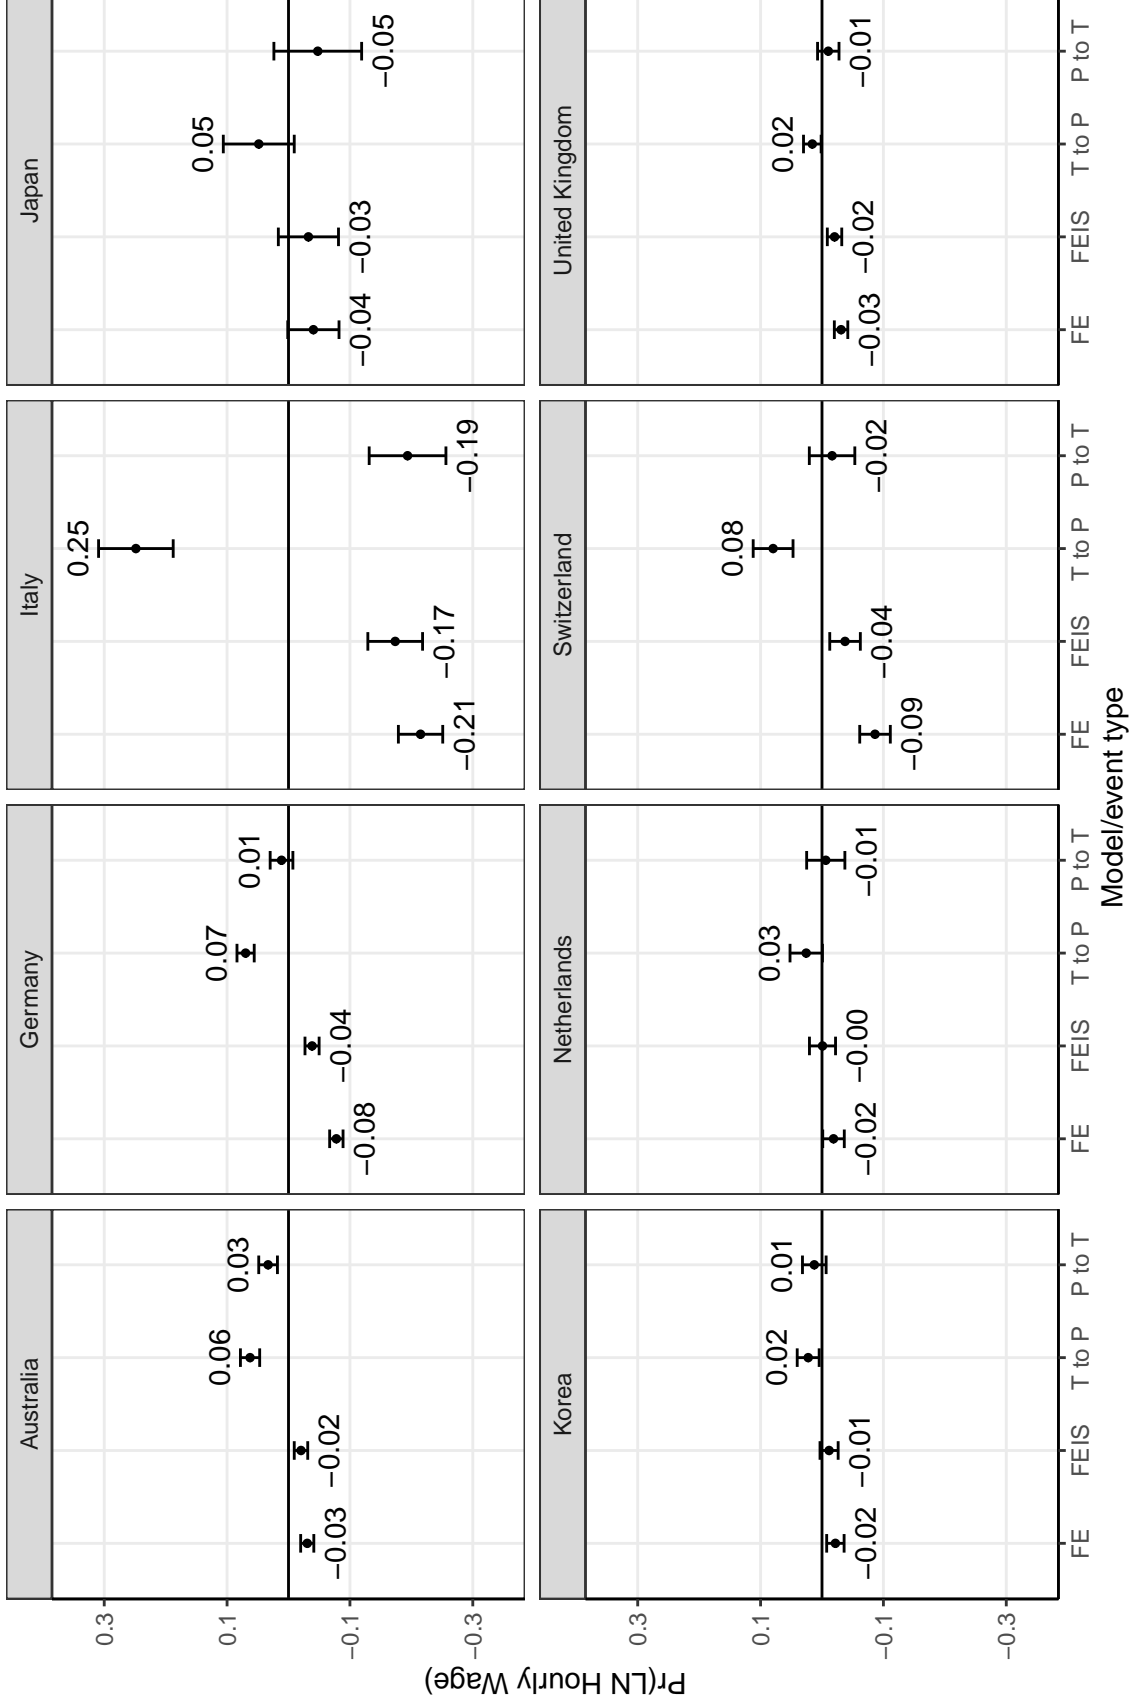 Pr(LN Hourly Wage)
Australia
Germany
Italy
Japan
0.3
0.1
−0.1
−0.3
−0.03
−0.02
0.06
0.03
−0.08
−0.04
0.07
0.01
−0.21
−0.17
0.25
−0.19
−0.04
−0.03
0.05
−0.05
Korea
Netherlands
Switzerland
United Kingdom
0.3
0.1
−0.1
−0.3
−0.02
−0.01
0.02
0.01
−0.02
−0.00
0.03
−0.01
−0.09
−0.04
0.08
−0.02
−0.03
−0.02
0.02
−0.01
FE FEIS T to P P to T
FE FEIS T to P P to T
FE FEIS T to P P to T
FE FEIS T to P P to T
Model/event type